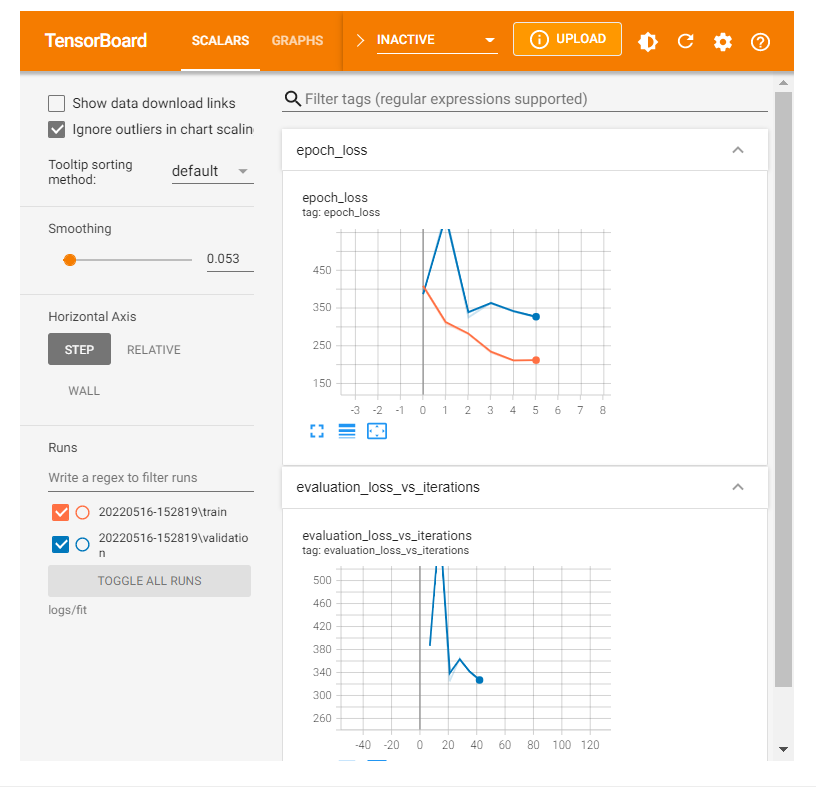 TensorBoard
SCALARS
GRAPHS
INACTIVE
UPLOAD
Show data download links
Ignore outliers in chart scalin
Tooltip sorting
method:
default
Smoothing
0.053
Horizontal Axis
STEP
RELATIVE
WALL
Runs
Write a regex to filter runs
20220516-152819\train
20220516-152819\validatio
n
TOGGLE ALL RUNS
logs/fit
Filter tags (regular expressions supported)
epoch_loss
epoch_loss
tag: epoch_loss
450
350
250
150
-3 -2 -1 0 1 2 3 4 5 6 7 8
evaluation_loss_vs_iterations
evaluation_loss_vs_iterations
tag: evaluation_loss_vs_iterations
500
460
420
380
340
300
260
-40 -20 0 20 40 60 80 100 120